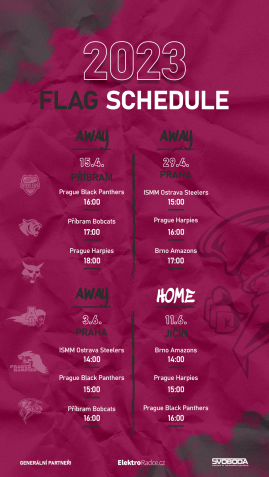 2023
FLAG SCHEDULE
AWAY
15.4.
PŘÍBRAM
Prague Black Panthers
16:00
Příbram Bobcats
17:00
Prague Harpies
18:00
AWAY
29.4.
PRAHA
ISMM Ostrava Steelers
15:00
Prague Harpies
16:00
Brno Amazons
17:00
AWAY
3.6.
PRAHA
ISMM Ostrava Steelers
14:00
Prague Black Panthers
15:00
Příbram Bobcats
16:00
HOME
11.6.
JIČÍN
Brno Amazons
14:00
Prague Harpies
15:00
Prague Black Panthers
16:00
GENERÁLNÍ PARTNEŘI
ElektroRadce.cz
SVOBODA